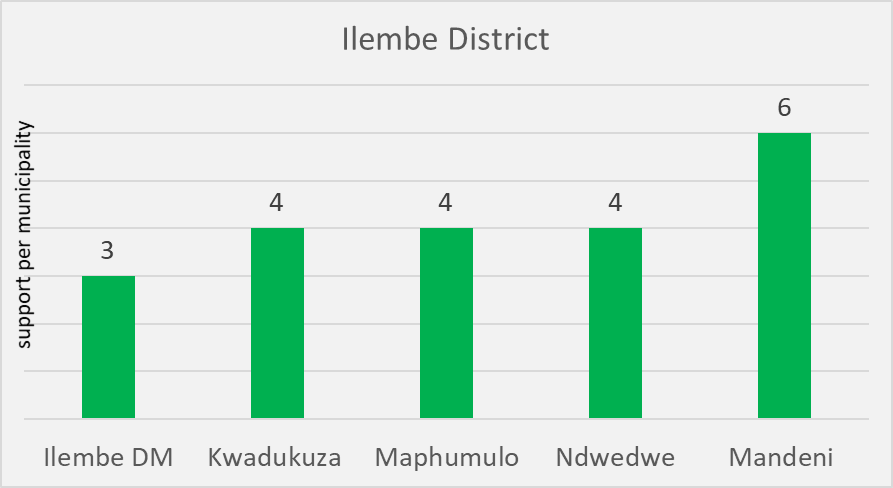 Ilembe District
support per municipality
3
4
4
4
6
Ilembe DM
Kwadukuza
Maphumulo
Ndwedwe
Mandeni